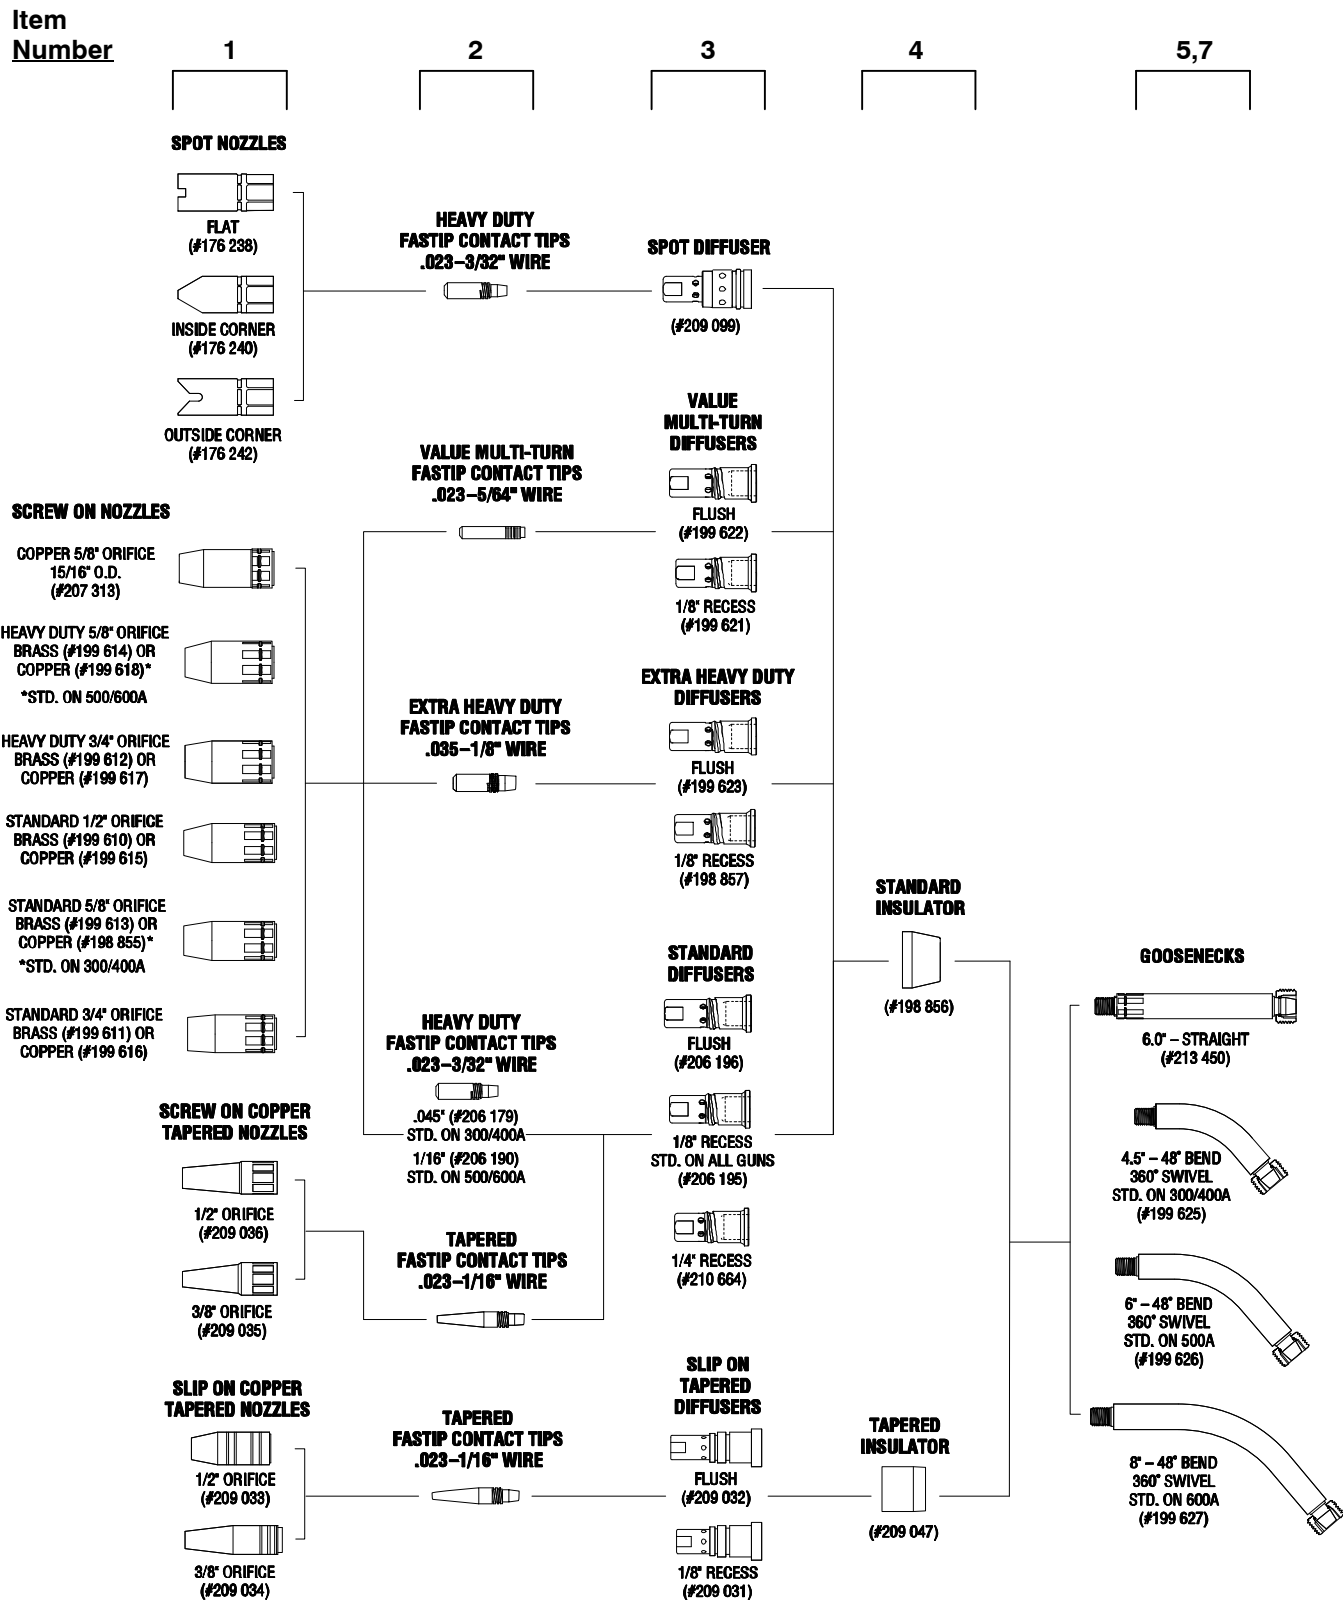 Item
Number
1
2
3
4
5,7
SPOT NOZZLES
FLAT
(#176 238)
INSIDE CORNER
(#176 240)
OUTSIDE CORNER
(#176 242)
SCREW ON NOZZLES
COPPER 5/8" ORIFICE
15/16" O.D.
(#207 313)
HEAVY DUTY 5/8" ORIFICE
BRASS (#199 614) OR
COPPER (#199 618)*
*STD. ON 500/600A
HEAVY DUTY 3/4" ORIFICE
BRASS (#199 612) OR
COPPER (#199 617)
STANDARD 1/2" ORIFICE
BRASS (#199 610) OR
COPPER (#199 615)
STANDARD 5/8" ORIFICE
BRASS (#199 613) OR
COPPER (#198 855)*
*STD. ON 300/400A
STANDARD 3/4" ORIFICE
BRASS (#199 611) OR
COPPER (#199 616)
SCREW ON COPPER
TAPERED NOZZLES
1/2" ORIFICE
(#209 036)
3/8" ORIFICE
(#209 035)
SLIP ON COPPER
TAPERED NOZZLES
1/2" ORIFICE
(#209 033)
3/8" ORIFICE
(#209 034)
HEAVY DUTY
FASTIP CONTACT TIPS
.023–3/32" WIRE
VALUE MULTI-TURN
FASTIP CONTACT TIPS
.023–5/64" WIRE
EXTRA HEAVY DUTY
FASTIP CONTACT TIPS
.035–1/8" WIRE
HEAVY DUTY
FASTIP CONTACT TIPS
.023–3/32" WIRE
.045" (#206 179)
STD. ON 300/400A
1/16" (#206 190)
STD. ON 500/600A
TAPERED
FASTIP CONTACT TIPS
.023–1/16" WIRE
TAPERED
FASTIP CONTACT TIPS
.023–1/16" WIRE
SPOT DIFFUSER
(#209 099)
VALUE
MULTI-TURN
DIFFUSERS
FLUSH
(#199 622)
1/8" RECESS
(#199 621)
EXTRA HEAVY DUTY
DIFFUSERS
FLUSH
(#199 623)
1/8" RECESS
(#198 857)
STANDARD
DIFFUSERS
FLUSH
(#206 196)
1/8" RECESS
STD. ON ALL GUNS
(#206 195)
1/4" RECESS
(#210 664)
SLIP ON
TAPERED
DIFFUSERS
FLUSH
(#209 032)
1/8" RECESS
(#209 031)
STANDARD
INSULATOR
(#198 856)
TAPERED
INSULATOR
(#209 047)
GOOSENECKS
6.0" – STRAIGHT
(#213 450)
4.5" – 48° BEND
360° SWIVEL
STD. ON 300/400A
(#199 625)
6" – 48° BEND
360° SWIVEL
STD. ON 500A
(#199 626)
8" – 48° BEND
360° SWIVEL
STD. ON 600A
(#199 627)